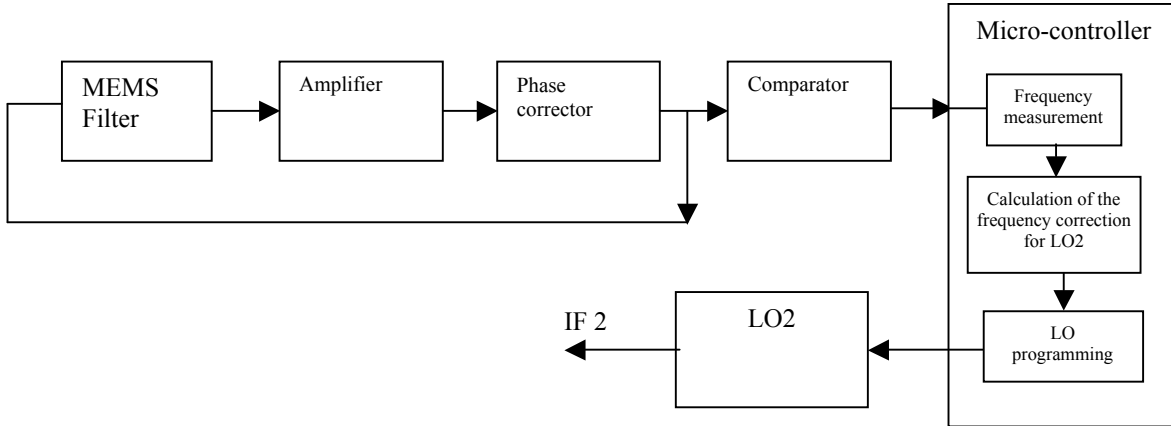 Micro-controller
MEMS
Filter
Amplifier
Phase
corrector
Comparator
Frequency
measurement
Calculation of the
frequency correction
for LO2
IF 2
LO2
LO
programming